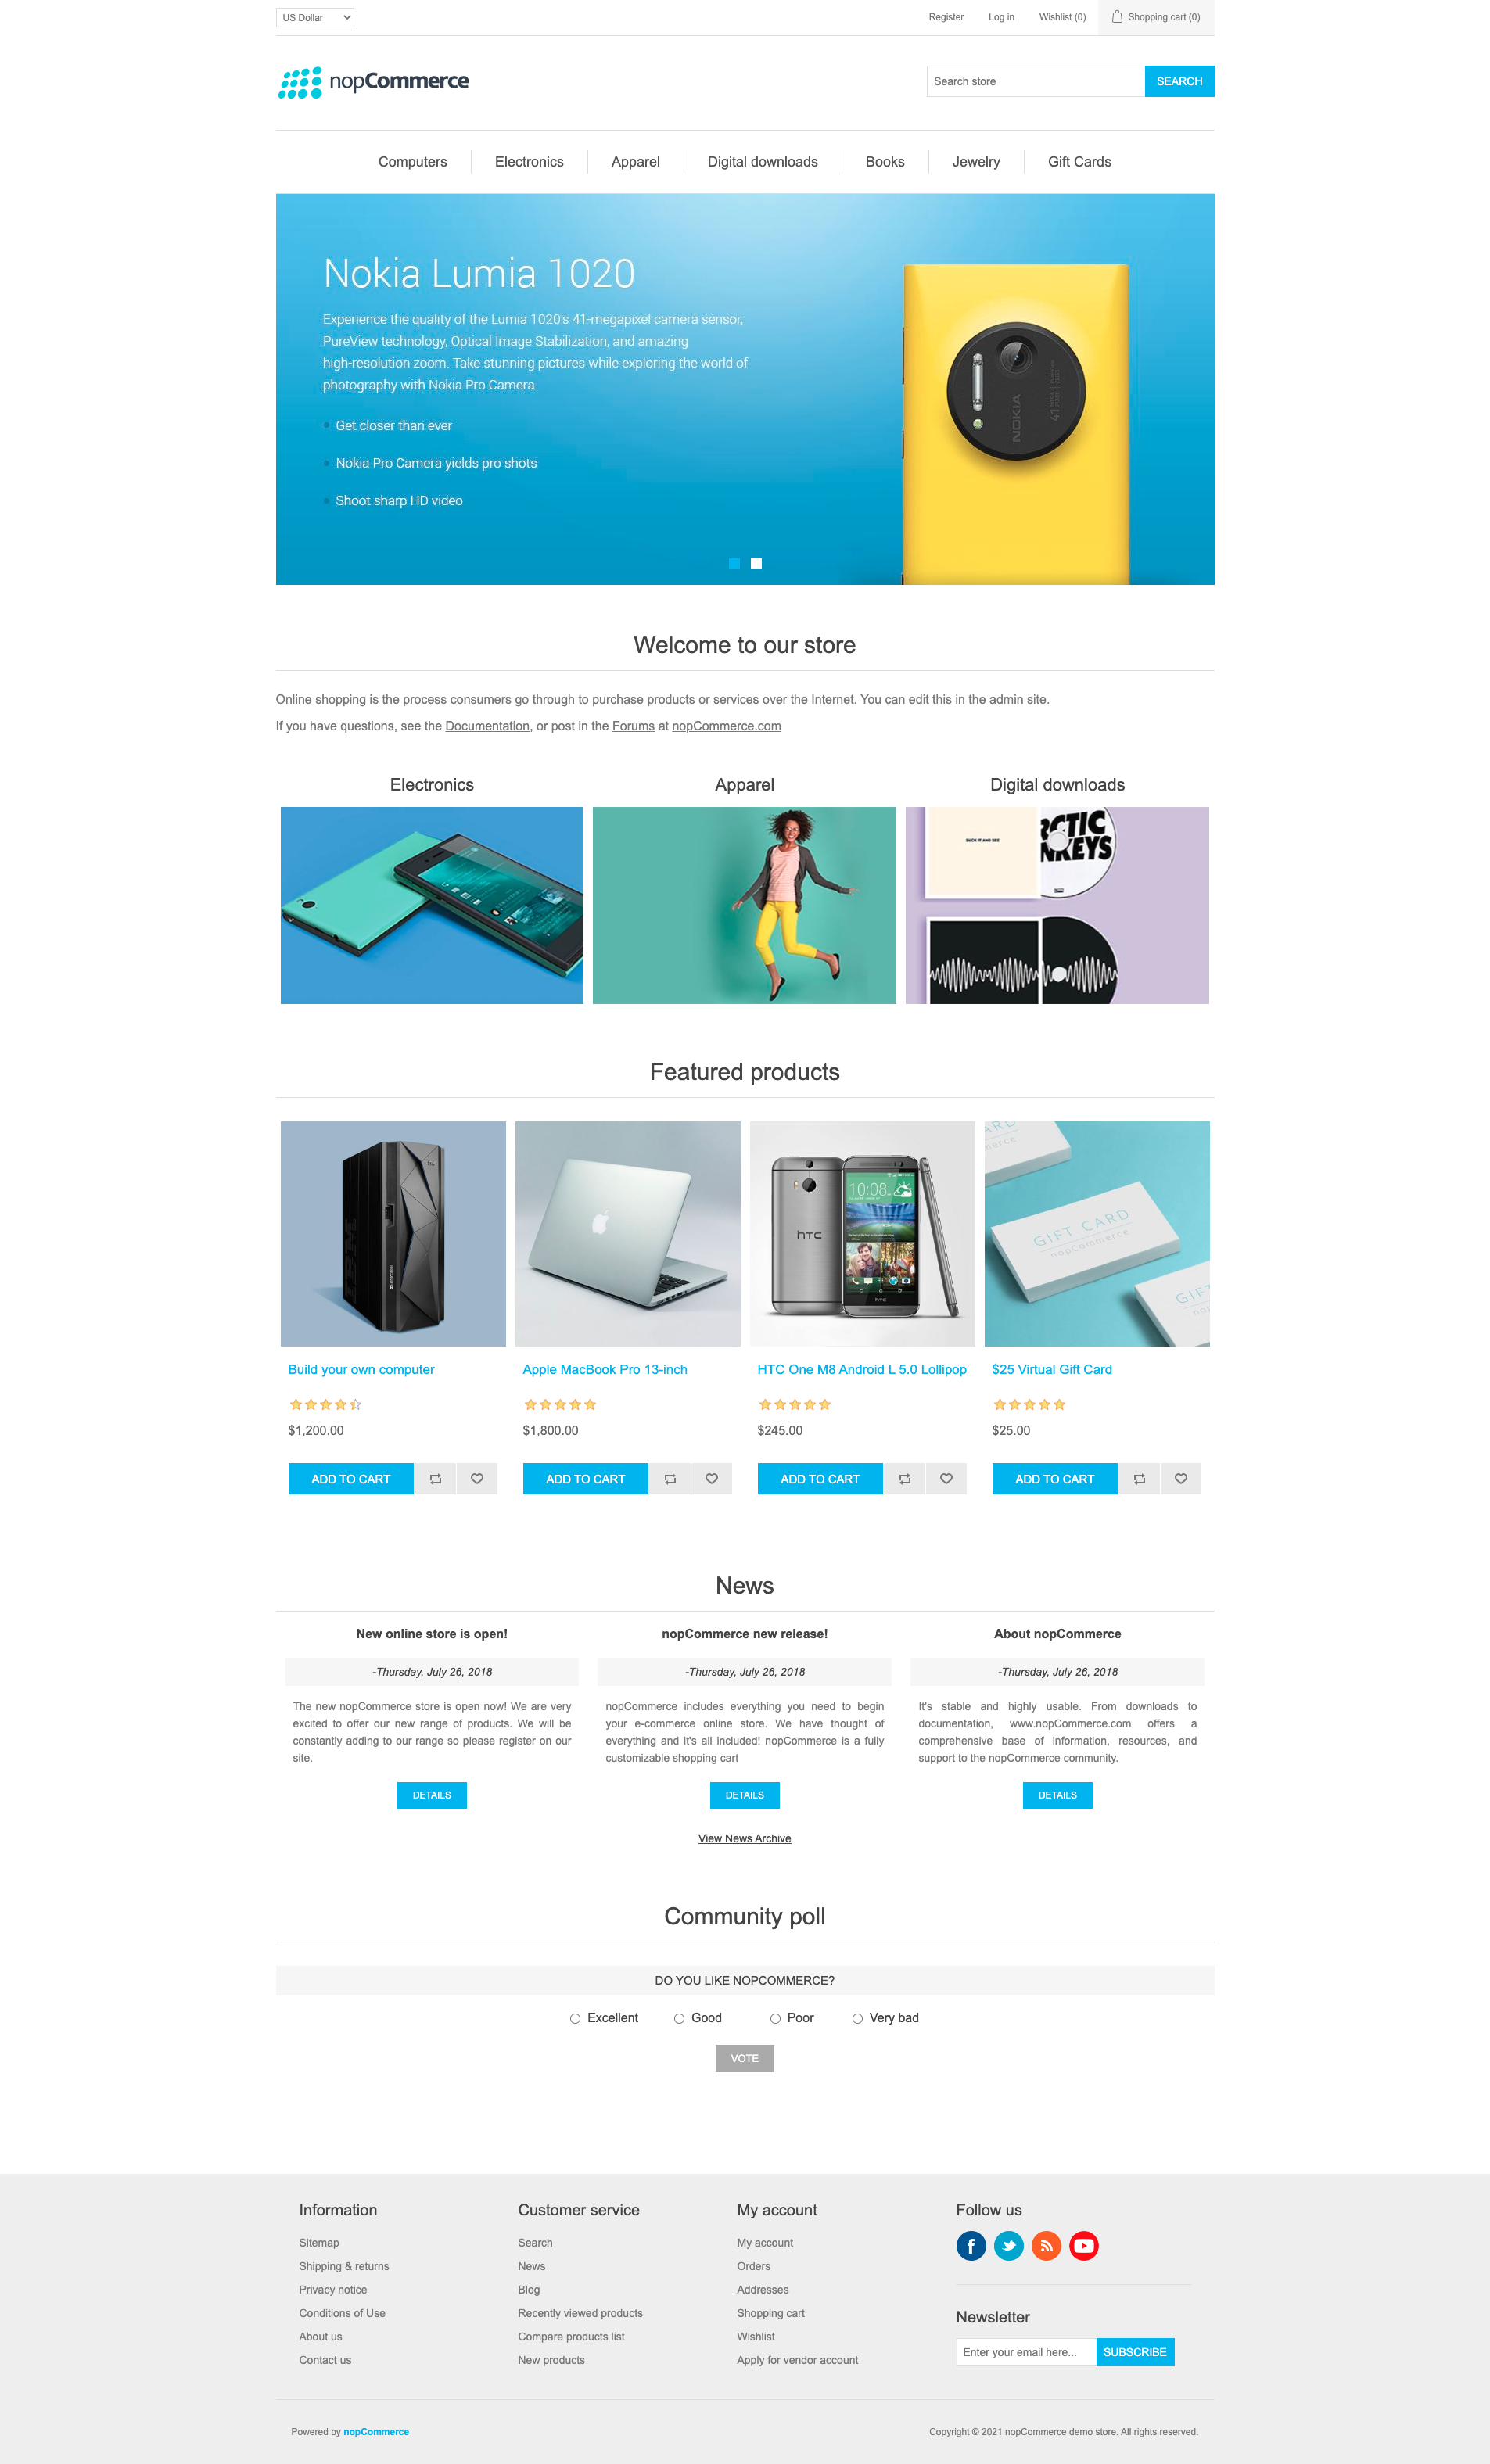 US Dollar
Register
Log in
Wishlist (0)
Shopping cart (0)
nopCommerce
Search store
SEARCH
Computers
Electronics
Apparel
Digital downloads
Books
Jewelry
Gift Cards
Nokia Lumia 1020
Experience the quality of the Lumia 1020's 41-megapixel camera sensor,
PureView technology, Optical Image Stabilization, and amazing
high-resolution zoom. Take stunning pictures while exploring the world of
photography with Nokia Pro Camera.
Get closer than ever
Nokia Pro Camera yields pro shots
Shoot sharp HD video
NOKIA
41
Welcome to our store
Online shopping is the process consumers go through to purchase products or services over the Internet. You can edit this in the admin site.
If you have questions, see the Documentation, or post in the Forums at nopCommerce.com
Electronics
Apparel
Digital downloads
SUCK IT AND SEE
RCTIC
NKEYS
Featured products
10:08
hTC
GIFT CARD
nopCommerce
Build your own computer
Apple MacBook Pro 13-inch
HTC One M8 Android L 5.0 Lollipop
$25 Virtual Gift Card
$1,200.00
$1,800.00
$245.00
$25.00
ADD TO CART
ADD TO CART
ADD TO CART
ADD TO CART
News
New online store is open!
-Thursday, July 26, 2018
The new nopCommerce store is open now! We are very
excited to offer our new range of products. We will be
constantly adding to our range so please register on our
site.
DETAILS
nopCommerce new release!
-Thursday, July 26, 2018
nopCommerce includes everything you need to begin
your e-commerce online store. We have thought of
everything and it's all included! nopCommerce is a fully
customizable shopping cart
DETAILS
About nopCommerce
-Thursday, July 26, 2018
It's stable and highly usable. From downloads to
documentation, www.nopCommerce.com offers a
comprehensive base of information, resources, and
support to the nopCommerce community.
DETAILS
View News Archive
Community poll
DO YOU LIKE NOPCOMMERCE?
Excellent
Good
Poor
Very bad
VOTE
Information
Sitemap
Shipping & returns
Privacy notice
Conditions of Use
About us
Contact us
Customer service
Search
News
Blog
Recently viewed products
Compare products list
New products
My account
My account
Orders
Addresses
Shopping cart
Wishlist
Apply for vendor account
Follow us
Newsletter
Enter your email here...
SUBSCRIBE
Powered by nopCommerce
Copyright © 2021 nopCommerce demo store. All rights reserved.